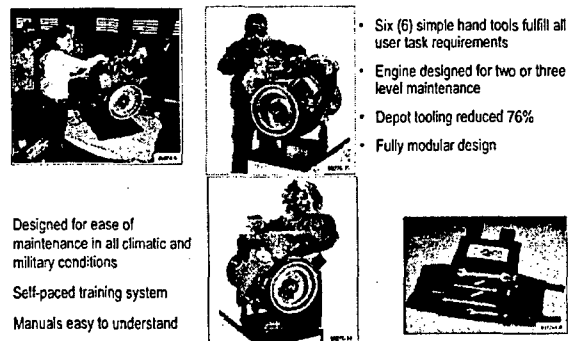 Six (6) simple hand tools fulfill all
user task requirements
Engine designed for two or three
level maintenance
Depot tooling reduced 76%
Fully modular design
Designed for ease of
maintenance in all climatic and
military conditions
Self-paced training system
Manuals easy to understand